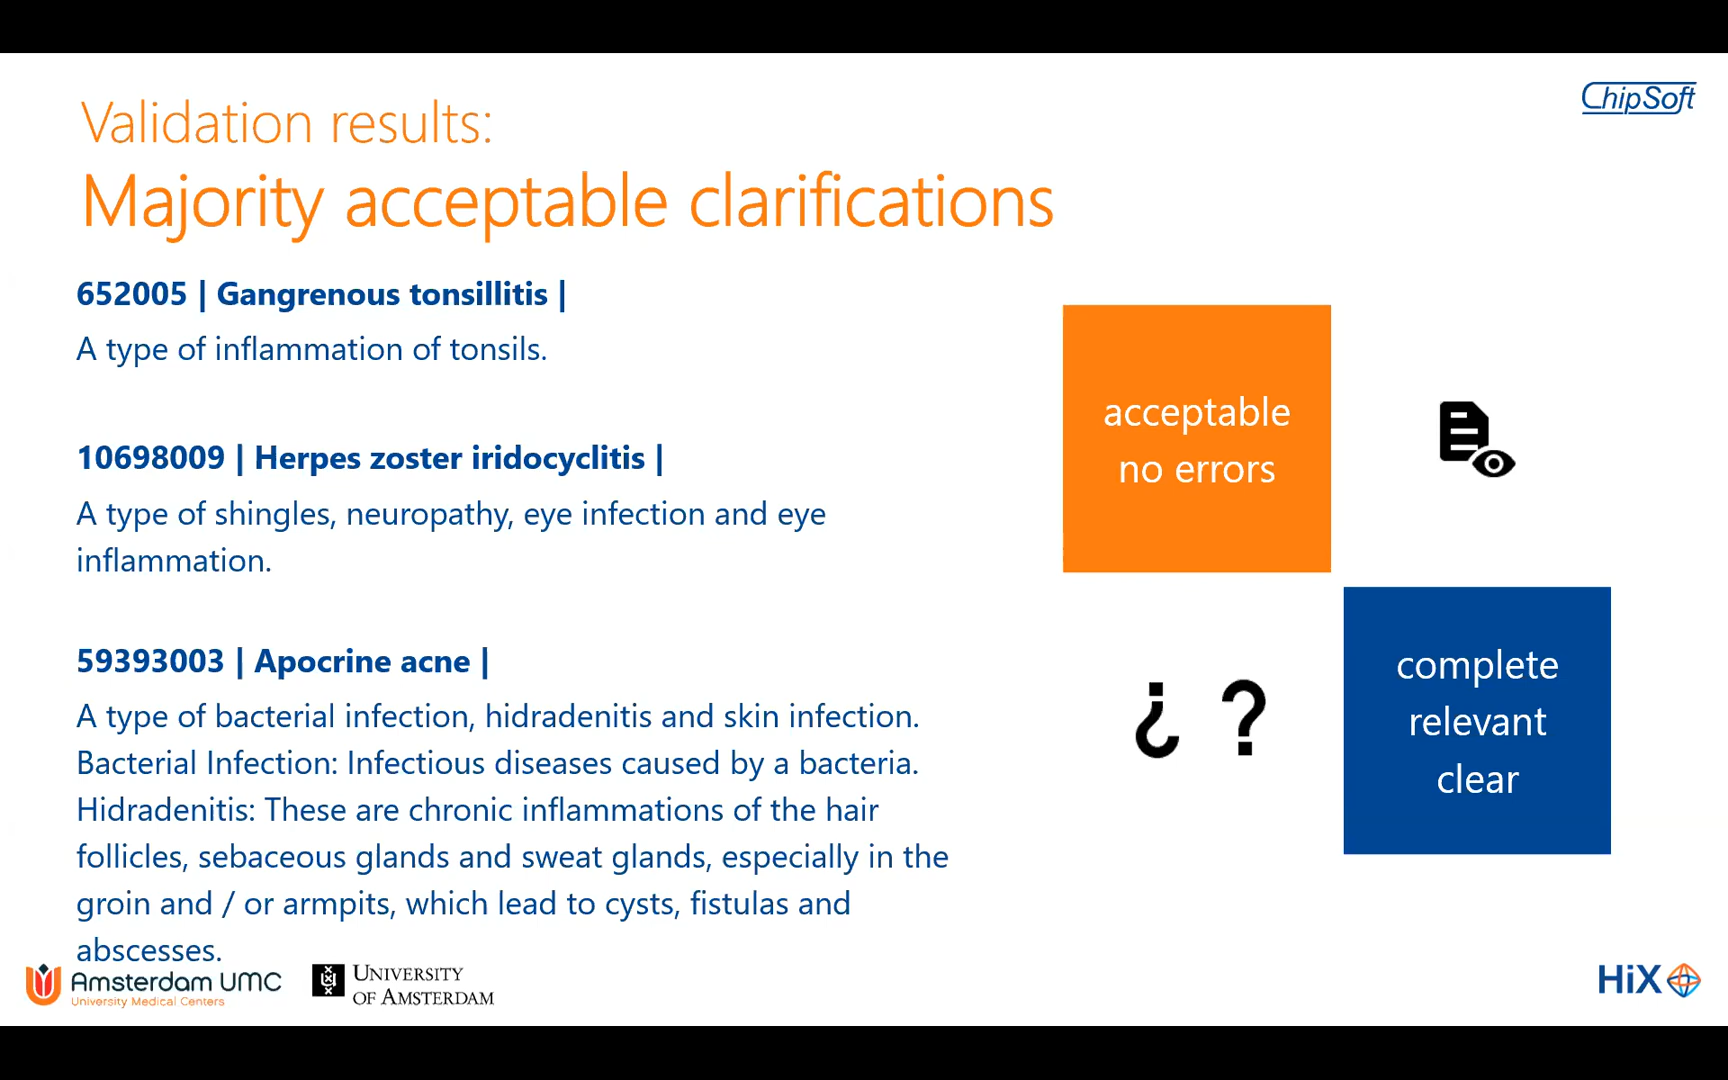 ChipSoft
Validation results:
Majority acceptable clarifications
652005 | Gangrenous tonsillitis |
A type of inflammation of tonsils.
10698009 | Herpes zoster iridocyclitis |
A type of shingles, neuropathy, eye infection and eye
inflammation.
59393003 | Apocrine acne |
A type of bacterial infection, hidradenitis and skin infection.
Bacterial Infection: Infectious diseases caused by a bacteria.
Hidradenitis: These are chronic inflammations of the hair
follicles, sebaceous glands and sweat glands, especially in the
groin and / or armpits, which lead to cysts, fistulas and
abscesses.
acceptable
no errors
¿ ?
complete
relevant
clear
Amsterdam UMC
University Medical Centers
UNIVERSITY
OF AMSTERDAM
HiX